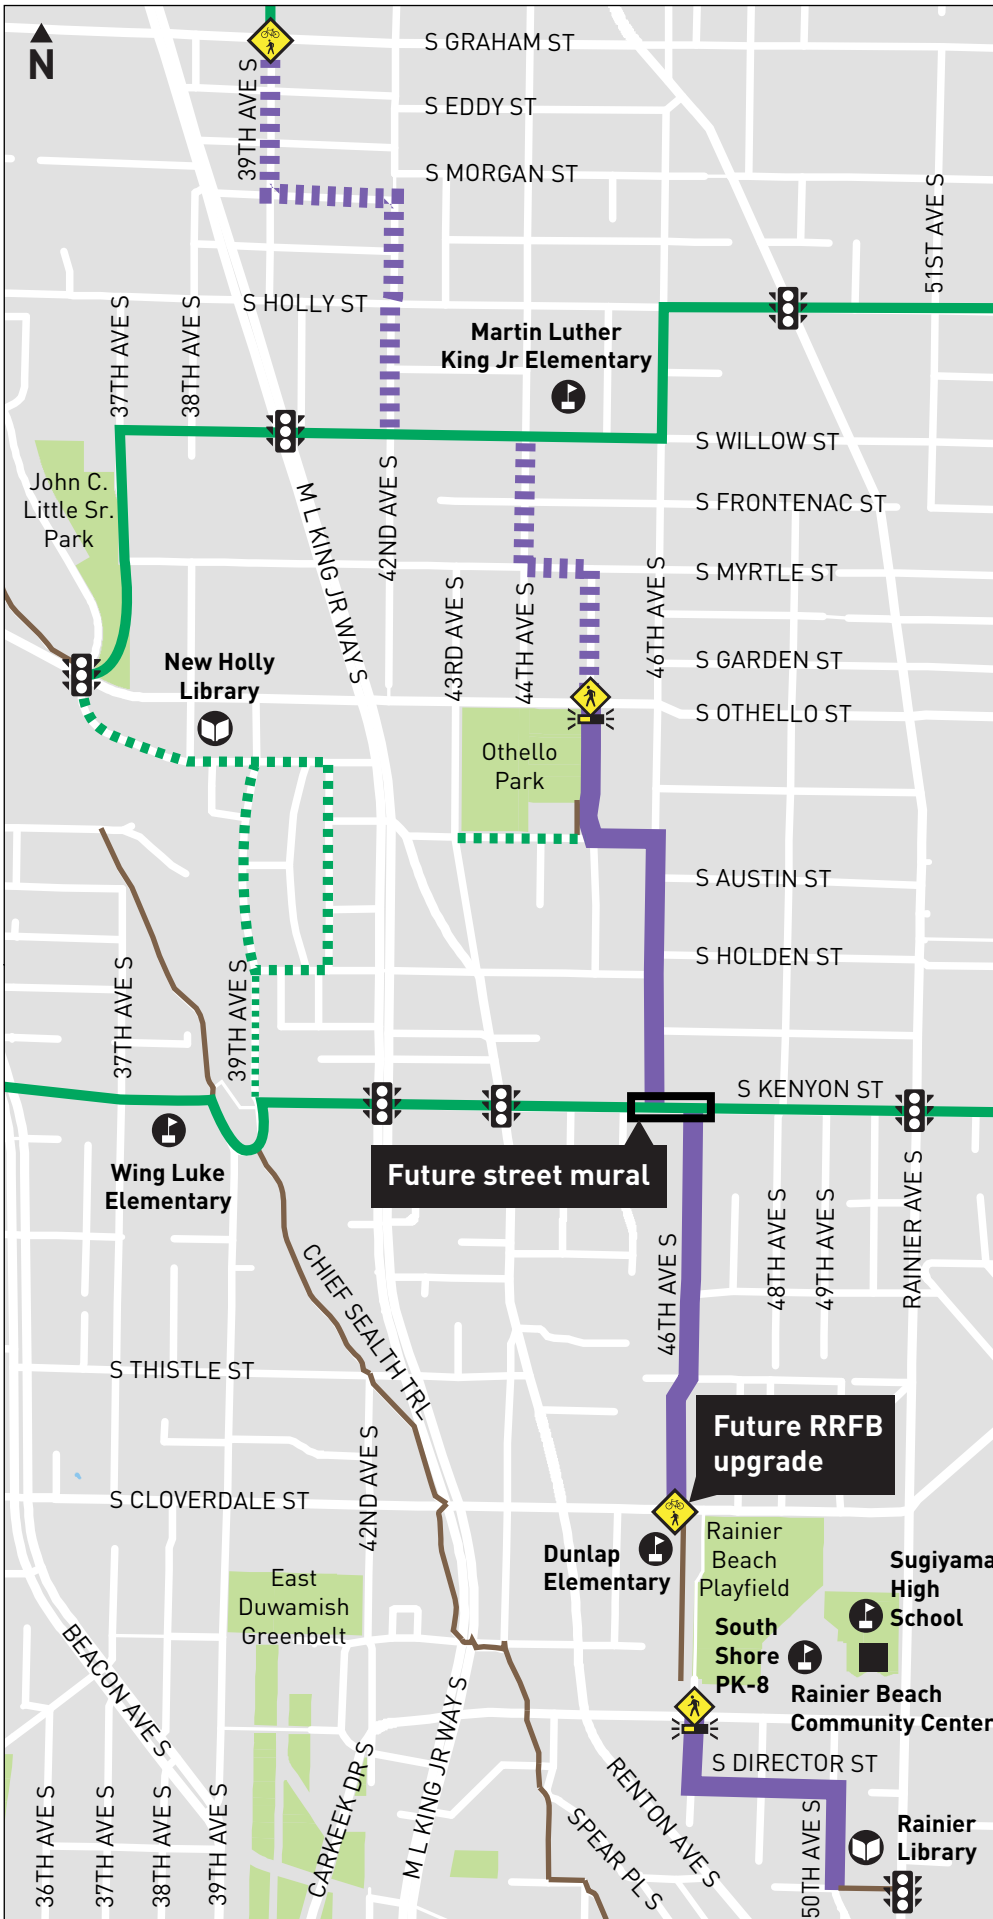 N
S GRAHAM ST
39TH AVE S
S EDDY ST
S MORGAN ST
51ST AVE S
S HOLLY ST
37TH AVE S
38TH AVE S
Martin Luther
King Jr Elementary
S WILLOW ST
John C.
Little Sr.
Park
M L KING JR WAY S
42ND AVE S
S FRONTENAC ST
S MYRTLE ST
43RD AVE S
44TH AVE S
46TH AVE S
New Holly
Library
S GARDEN ST
S OTHELLO ST
Othello
Park
S AUSTIN ST
S HOLDEN ST
37TH AVE S
39TH AVE S
S KENYON ST
Wing Luke
Elementary
Future street mural
CHIEF SEALTH TRL
46TH AVE S
48TH AVE S
49TH AVE S
RAINIER AVE S
S THISTLE ST
42ND AVE S
Future RRFB
upgrade
S CLOVERDALE ST
Dunlap
Elementary
Rainier
Beach
Playfield
Sugiyama
High
School
East
Duwamish
Greenbelt
South
Shore
PK-8
Rainier Beach
Community Center
BEACON AVE S
S DIRECTOR ST
36TH AVE S
37TH AVE S
38TH AVE S
39TH AVE S
CARKEEK DR S
M L KING JR WAY S
SPEAR PL S
RENTON AVE S
50TH AVE S
Rainier
Library